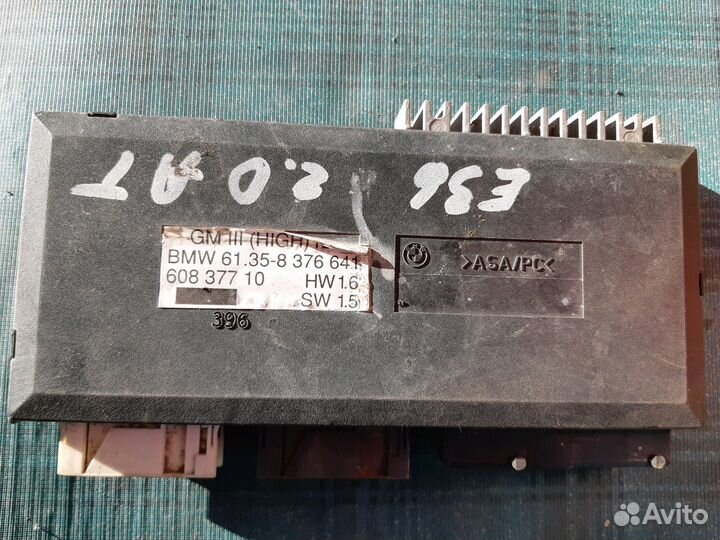 E36 2.0 AT
GM III (HIGH)
BMW 61.35-8 376 641
608 377 10 HW 1.6
SW 1.5
>ASA/PC<
396
Avito